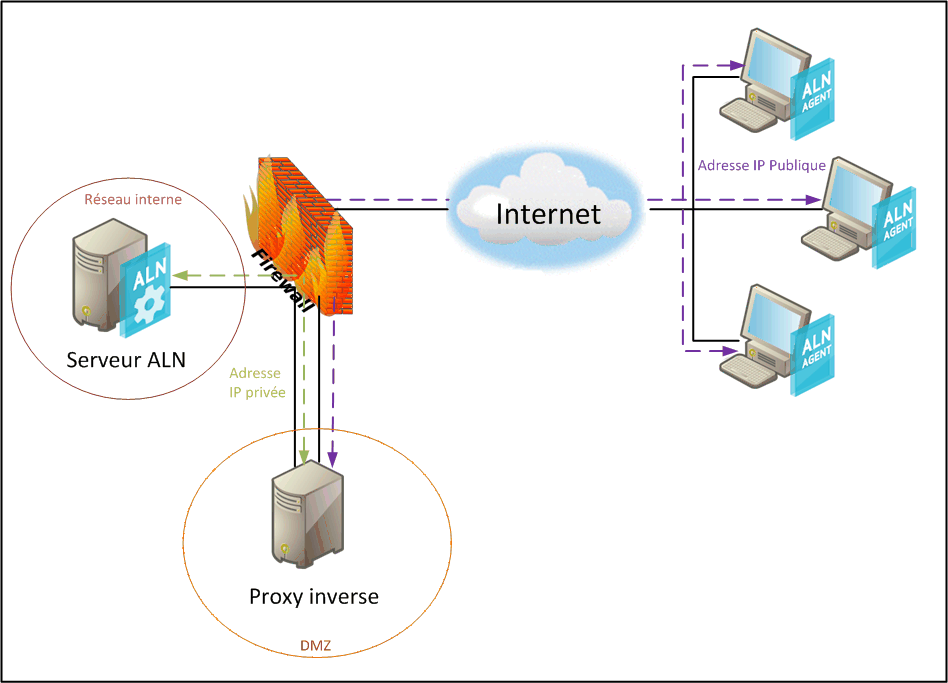 ALN
AGENT
Adresse IP Publique
Réseau interne
Internet
ALN
AGENT
Firewall
ALN
Serveur ALN
ALN
AGENT
Adresse
IP privée
Proxy inverse
DMZ